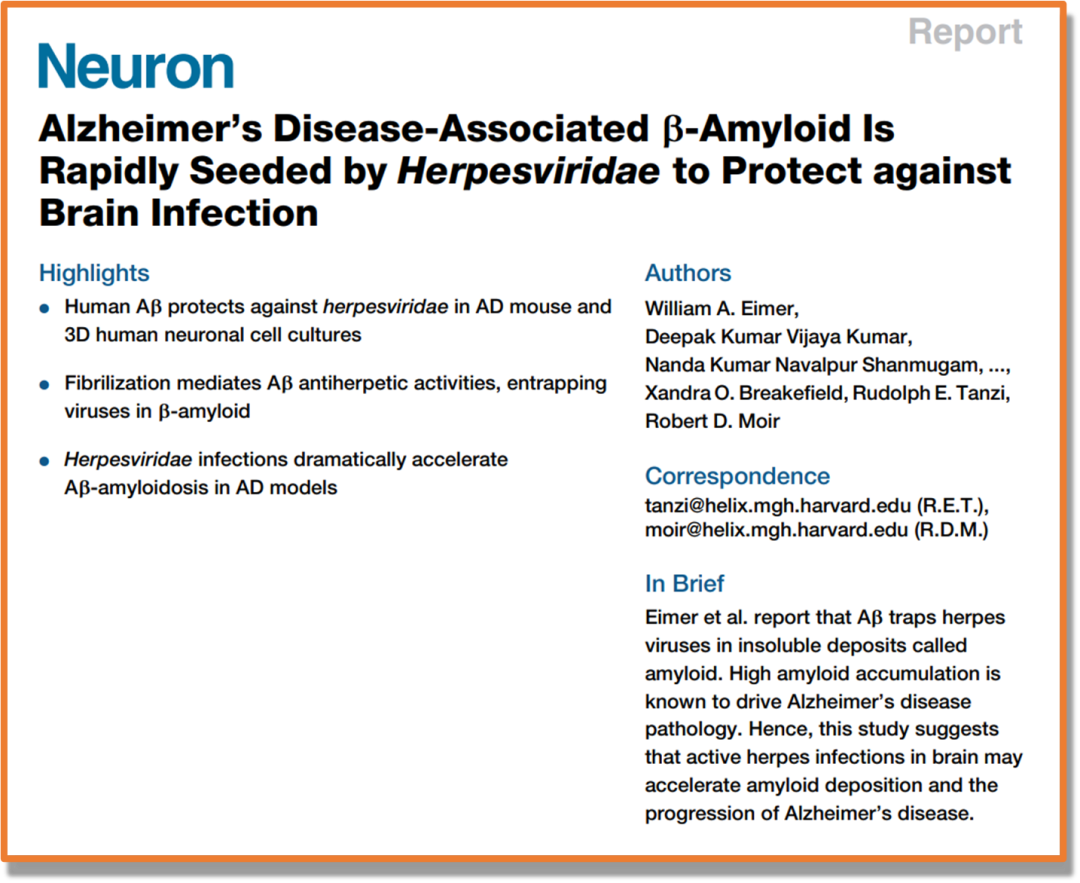 Report
Neuron
Alzheimer's Disease-Associated β-Amyloid Is
Rapidly Seeded by Herpesviridae to Protect against
Brain Infection
Highlights
• Human Aβ protects against herpesviridae in AD mouse and
3D human neuronal cell cultures
• Fibrilization mediates Aβ antiherpetic activities, entrapping
viruses in β-amyloid
• Herpesviridae infections dramatically accelerate
Aβ-amyloidosis in AD models
Authors
William A. Eimer,
Deepak Kumar Vijaya Kumar,
Nanda Kumar Navalpur Shanmugam, ...,
Xandra O. Breakefield, Rudolph E. Tanzi,
Robert D. Moir
Correspondence
tanzi@helix.mgh.harvard.edu (R.E.T.),
moir@helix.mgh.harvard.edu (R.D.M.)
In Brief
Eimer et al. report that Aβ traps herpes
viruses in insoluble deposits called
amyloid. High amyloid accumulation is
known to drive Alzheimer's disease
pathology. Hence, this study suggests
that active herpes infections in brain may
accelerate amyloid deposition and the
progression of Alzheimer's disease.